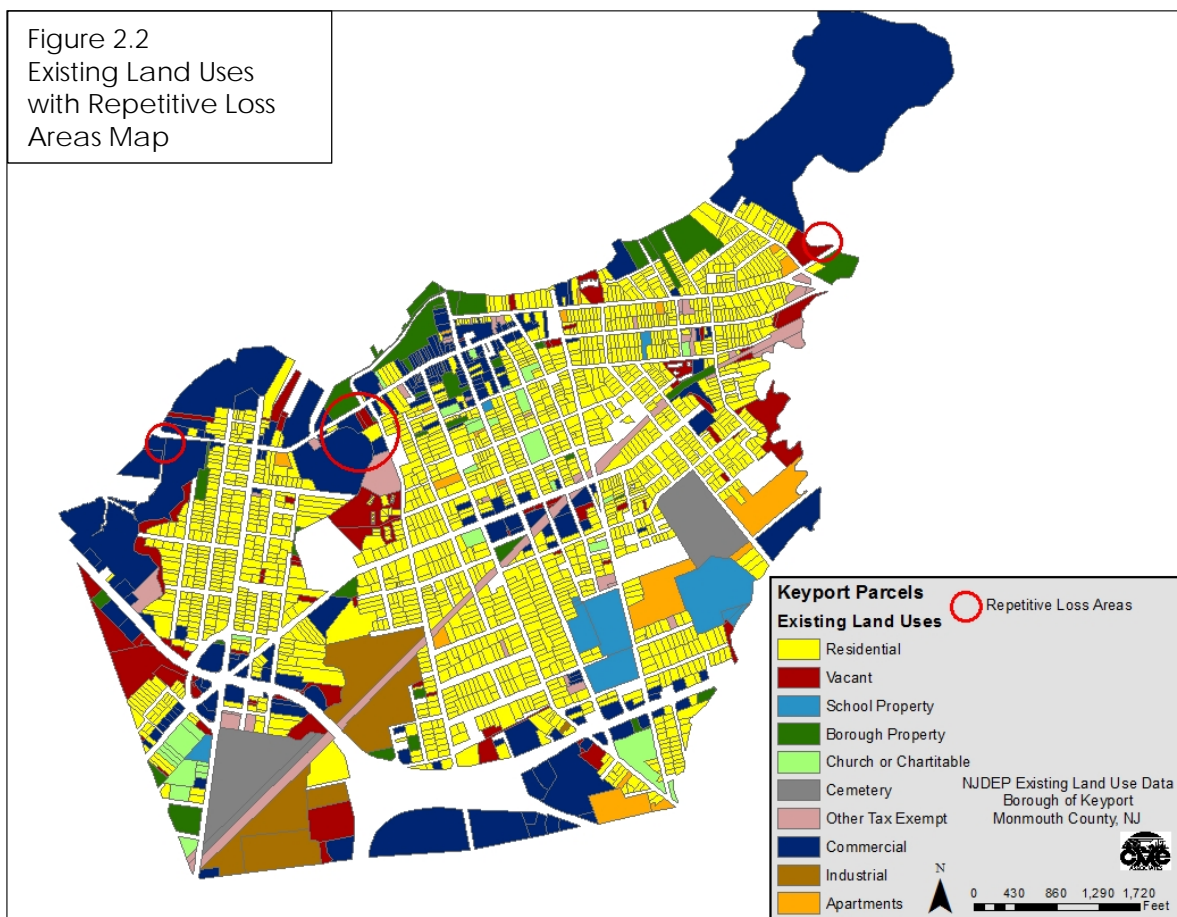 Figure 2.2
Existing Land Uses
with Repetitive Loss
Areas Map
Keyport Parcels
Repetitive Loss Areas
Existing Land Uses
Residential
Vacant
School Property
Borough Property
Church or Chartitable
Cemetery
Other Tax Exempt
Commercial
Industrial
Apartments
NJDEP Existing Land Use Data
Borough of Keyport
Monmouth County, NJ
cme
N
0 430 860 1,290 1,720
Feet